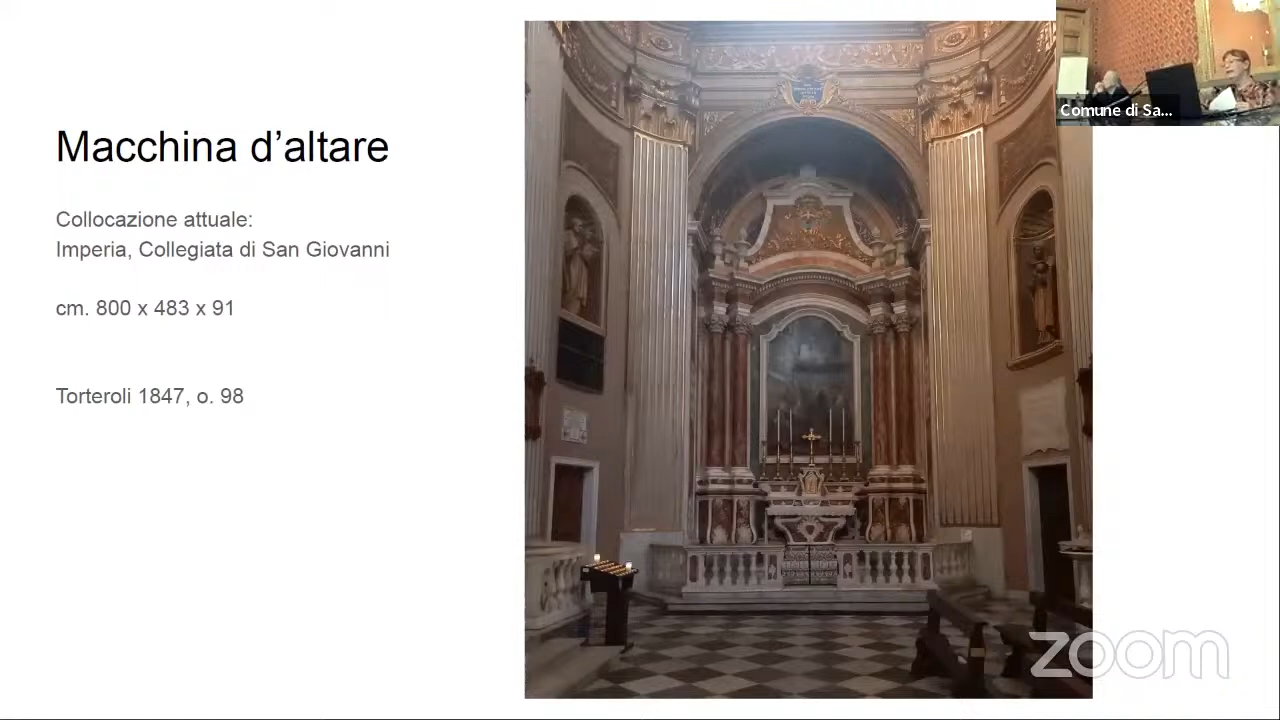 Macchina d’altare
Collocazione attuale:
Imperia, Collegiata di San Giovanni
cm. 800 x 483 x 91
Torteroli 1847, o. 98
Comune di Sa...
zoom